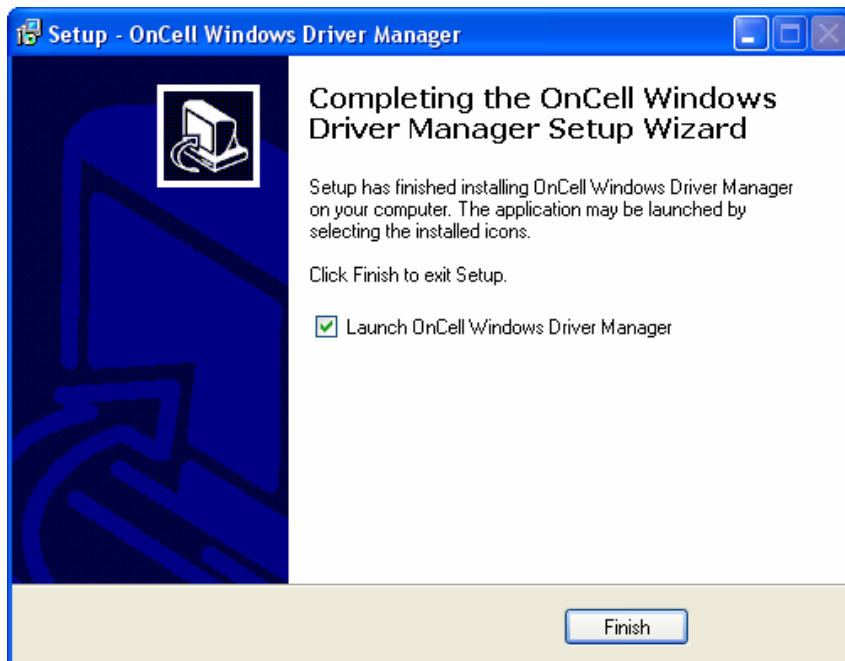 Setup - OnCell Windows Driver Manager
Completing the OnCell Windows
Driver Manager Setup Wizard
Setup has finished installing OnCell Windows Driver Manager
on your computer. The application may be launched by
selecting the installed icons.
Click Finish to exit Setup.
Launch OnCell Windows Driver Manager
Finish